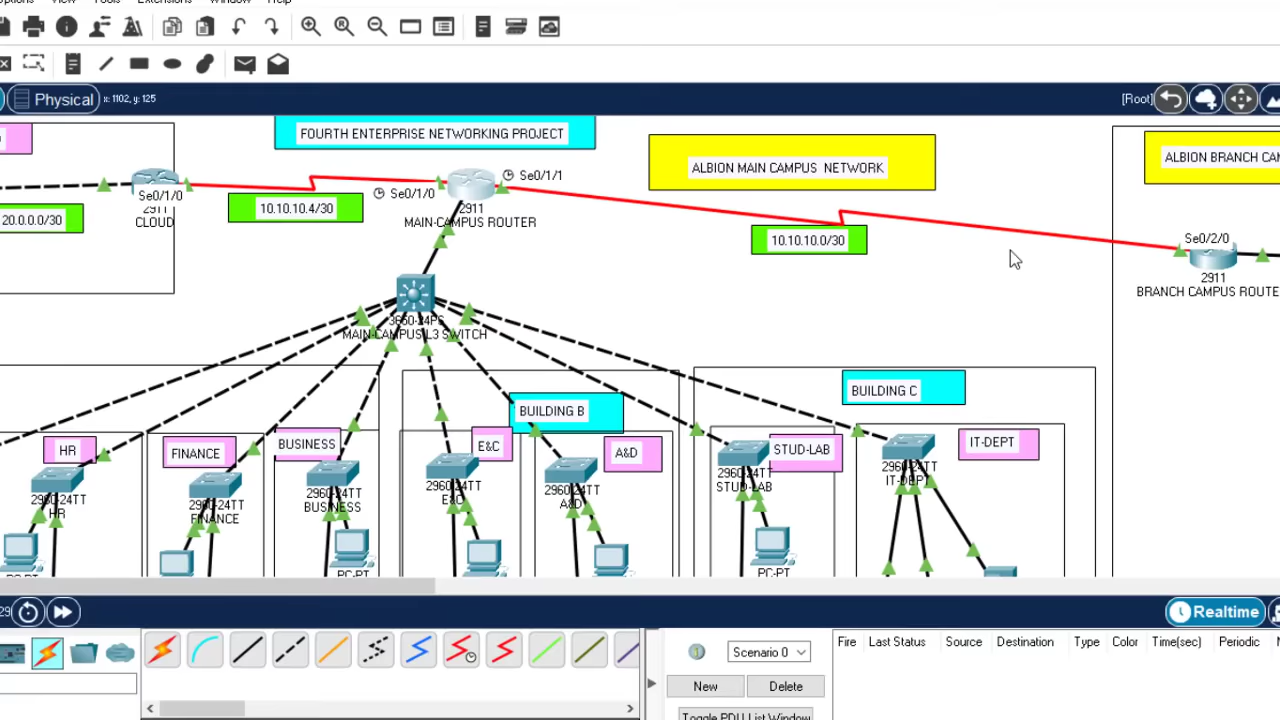 Physical
x: 1102, y: 125
[Root]
FOURTH ENTERPRISE NETWORKING PROJECT
ALBION MAIN CAMPUS NETWORK
ALBION BRANCH CA
Se0/1/0
2911
CLOUD
20.0.0.0/30
10.10.10.4/30
Se0/1/0
Se0/1/1
2911
MAIN-CAMPUS ROUTER
10.10.10.0/30
Se0/2/0
2911
BRANCH CAMPUS ROUTE
MAIN-CAMPUS L3 SWITCH
BUILDING B
BUILDING C
HR
FINANCE
BUSINESS
E&C
A&D
STUD-LAB
IT-DEPT
2960-24TT
HR
2960-24TT
FINANCE
2960-24TT
BUSINESS
2960-24TT
E&C
2960-24TT
A&D
2960-24TT
STUD-LAB
2960-24TT
IT-DEPT
PC-PT
PC-PT
Realtime
Scenario 0
New
Delete
Toggle PDU List Window
Fire Last Status Source Destination Type Color Time(sec) Periodic